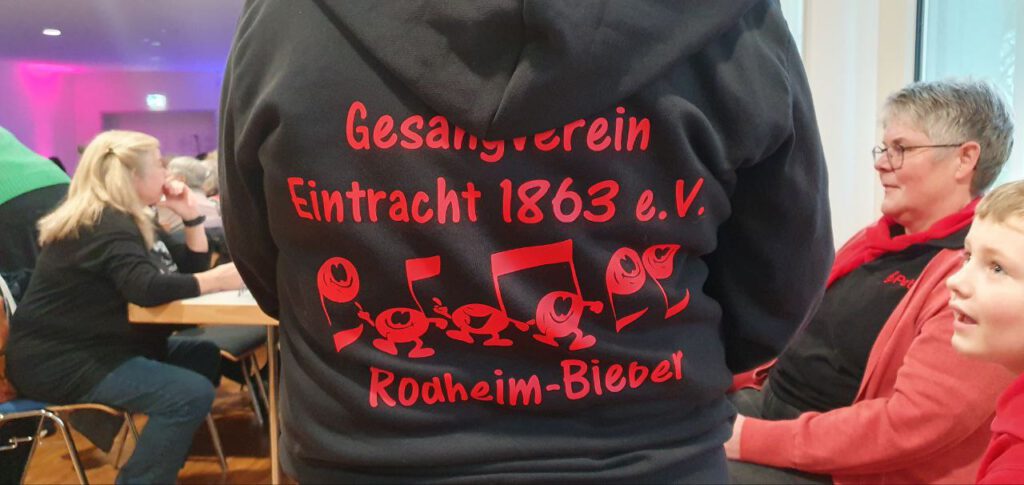 Gesangverein
Eintracht 1863 e.V.
Rodheim-Bieber